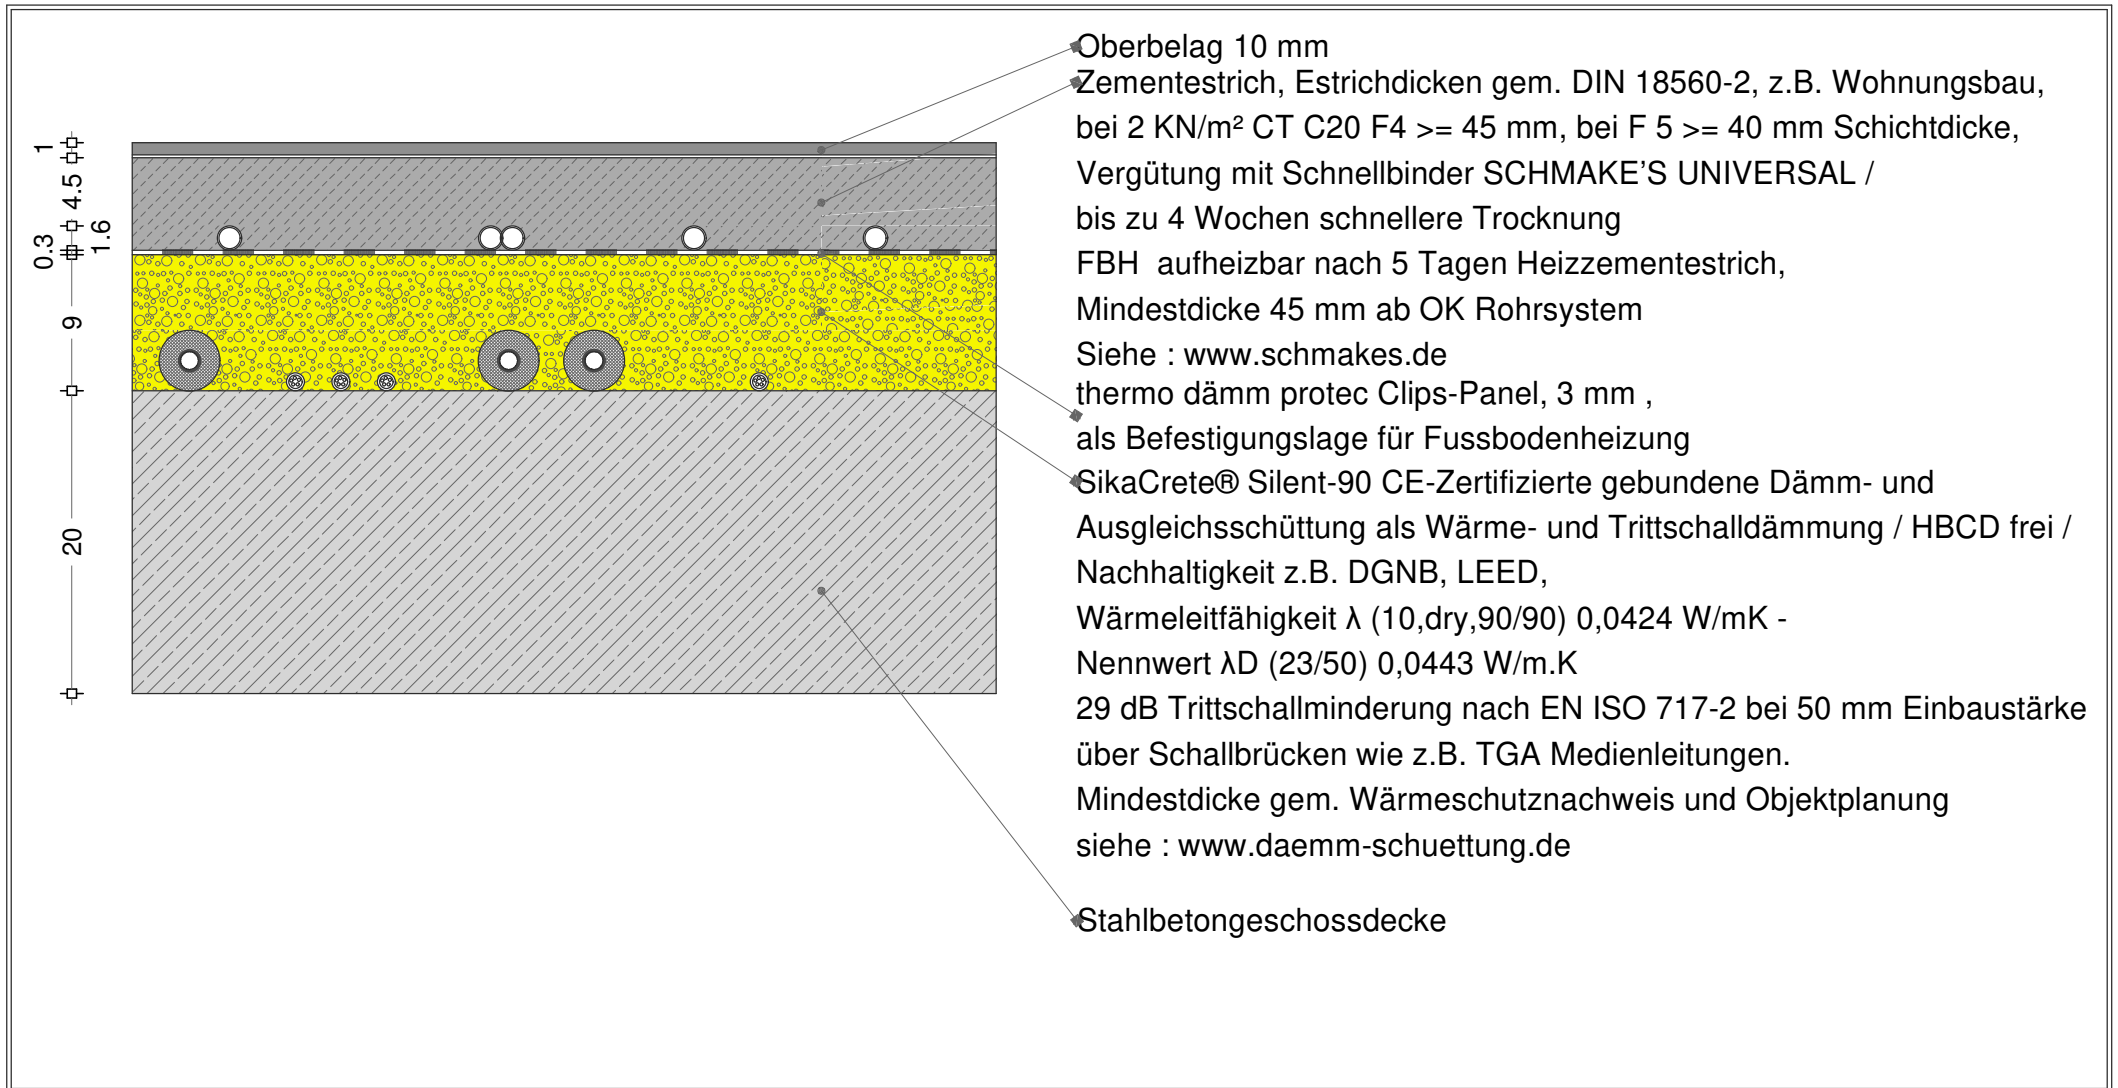 Oberbelag 10 mm
Zementestrich, Estrichdicken gem. DIN 18560-2, z.B. Wohnungsbau,
bei 2 KN/m² CT C20 F4 >= 45 mm, bei F 5 >= 40 mm Schichtdicke,
Vergütung mit Schnellbinder SCHMAKE'S UNIVERSAL /
bis zu 4 Wochen schnellere Trocknung
FBH  aufheizbar nach 5 Tagen Heizzementestrich,
Mindestdicke 45 mm ab OK Rohrsystem
Siehe : www.schmakes.de
thermo dämm protec Clips-Panel, 3 mm ,
als Befestigungslage für Fussbodenheizung
SikaCrete® Silent-90 CE-Zertifizierte gebundene Dämm- und
Ausgleichsschüttung als Wärme- und Trittschalldämmung / HBCD frei /
Nachhaltigkeit z.B. DGNB, LEED,
Wärmeleitfähigkeit λ (10,dry,90/90) 0,0424 W/mK -
Nennwert λD (23/50) 0,0443 W/m.K
29 dB Trittschallminderung nach EN ISO 717-2 bei 50 mm Einbaustärke
über Schallbrücken wie z.B. TGA Medienleitungen.
Mindestdicke gem. Wärmeschutznachweis und Objektplanung
siehe : www.daemm-schuettung.de
Stahlbetongeschossdecke
1
4.5
1.6
0.3
9
20